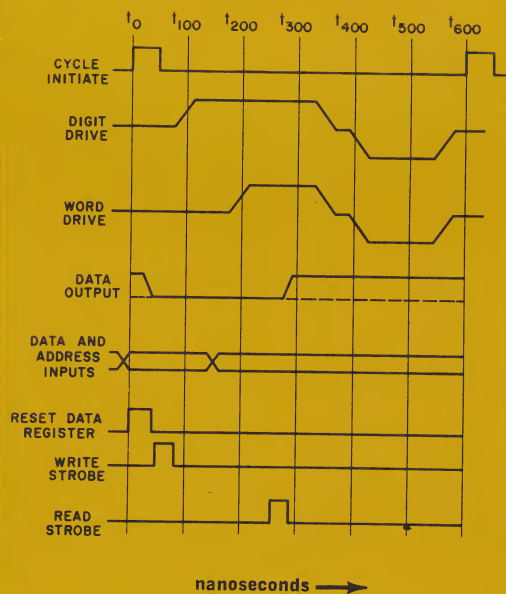 t0 t100 t200 t300 t400 t500 t600
CYCLE
INITIATE
DIGIT
DRIVE
WORD
DRIVE
DATA
OUTPUT
DATA AND
ADDRESS
INPUTS
RESET DATA
REGISTER
WRITE
STROBE
READ
STROBE
nanoseconds